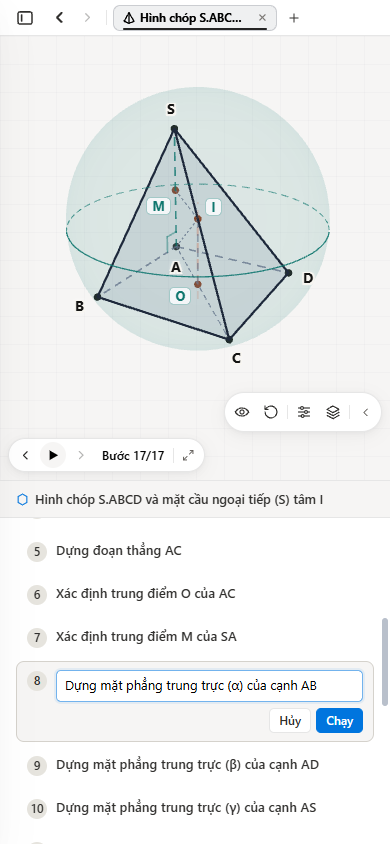 Hình chóp S.ABC...
S
M
I
A
D
B
O
C
Bước 17/17
Hình chóp S.ABCD và mặt cầu ngoại tiếp (S) tâm I
5 Dựng đoạn thẳng AC
6 Xác định trung điểm O của AC
7 Xác định trung điểm M của SA
8 Dựng mặt phẳng trung trực (α) của cạnh AB
Hủy Chạy
9 Dựng mặt phẳng trung trực (β) của cạnh AD
10 Dựng mặt phẳng trung trực (γ) của cạnh AS